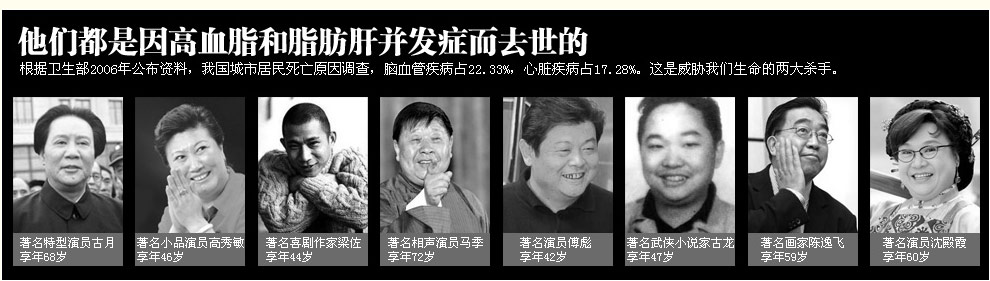 他们都是因高血脂和脂肪肝并发症而去世的
根据卫生部2006年公布资料，我国城市居民死亡原因调查，脑血管疾病占22.33%，心脏疾病占17.28%。这是威胁我们生命的两大杀手。
著名特型演员古月
享年68岁
著名小品演员高秀敏
享年46岁
著名喜剧作家梁佐
享年44岁
著名相声演员马季
享年72岁
著名演员傅彪
享年42岁
著名武侠小说家古龙
享年47岁
著名画家陈逸飞
享年59岁
著名演员沈殿霞
享年60岁